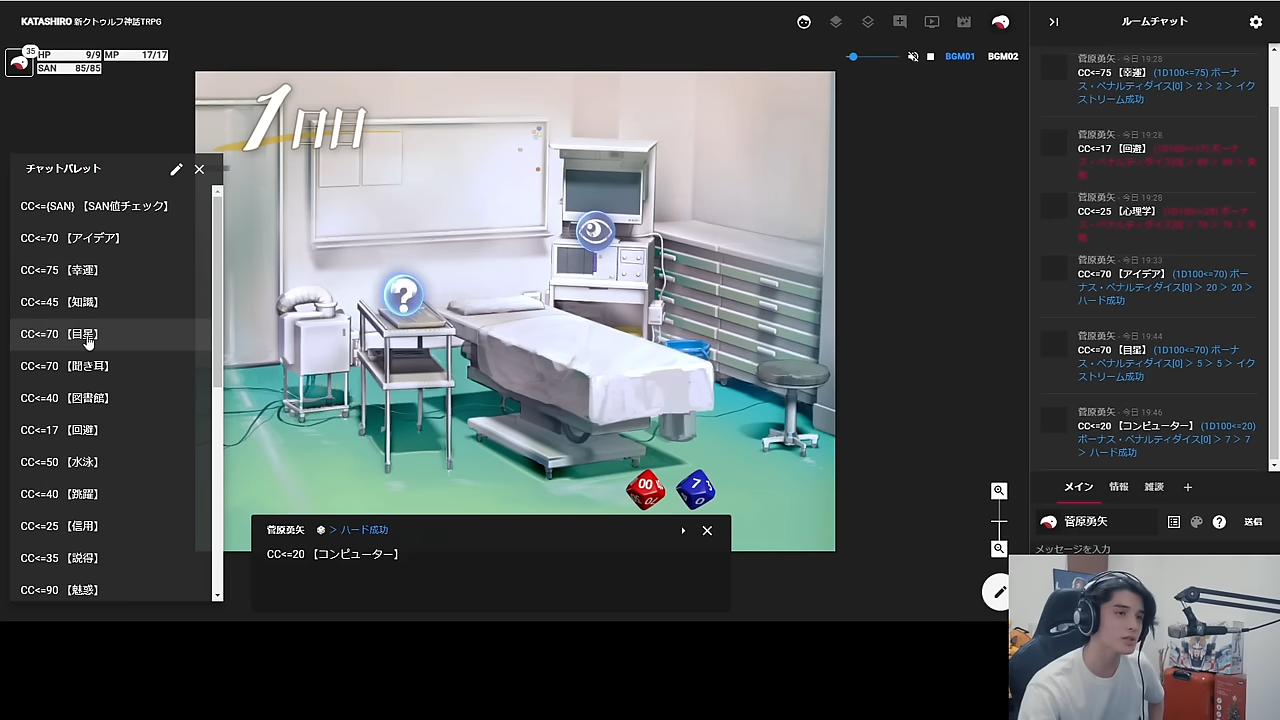 KATASHIRO 新クトゥルフ神話TRPG
35
HP 9/9 MP 17/17
SAN 85/85
BGM01 BGM02
1日目
チャットパレット
CC<={SAN} 【SAN値チェック】
CC<=70 【アイデア】
CC<=75 【幸運】
CC<=45 【知識】
CC<=70 【目星】
CC<=70 【聞き耳】
CC<=40 【図書館】
CC<=17 【回避】
CC<=50 【水泳】
CC<=40 【跳躍】
CC<=25 【信用】
CC<=35 【説得】
CC<=90 【魅惑】
?
00
7
菅原勇矢 > ハード成功
CC<=20 【コンピューター】
ルームチャット
菅原勇矢 - 今日 19:28
CC<=75 【幸運】 (1D100<=75) ボーナ
ス・ペナルティダイス[0] > 2 > 2 > イク
ストリーム成功
菅原勇矢 - 今日 19:28
CC<=17 【回避】
菅原勇矢 - 今日 19:28
CC<=25 【心理学】
菅原勇矢 - 今日 19:33
CC<=70 【アイデア】 (1D100<=70) ボー
ナス・ペナルティダイス[0] > 20 > 20 >
ハード成功
菅原勇矢 - 今日 19:44
CC<=70 【目星】 (1D100<=70) ボーナ
ス・ペナルティダイス[0] > 5 > 5 > イク
ストリーム成功
菅原勇矢 - 今日 19:46
CC<=20 【コンピューター】 (1D100<=20)
ボーナス・ペナルティダイス[0] > 7 > 7
> ハード成功
メイン 情報 雑談 +
菅原勇矢 ? 送信
メッセージを入力